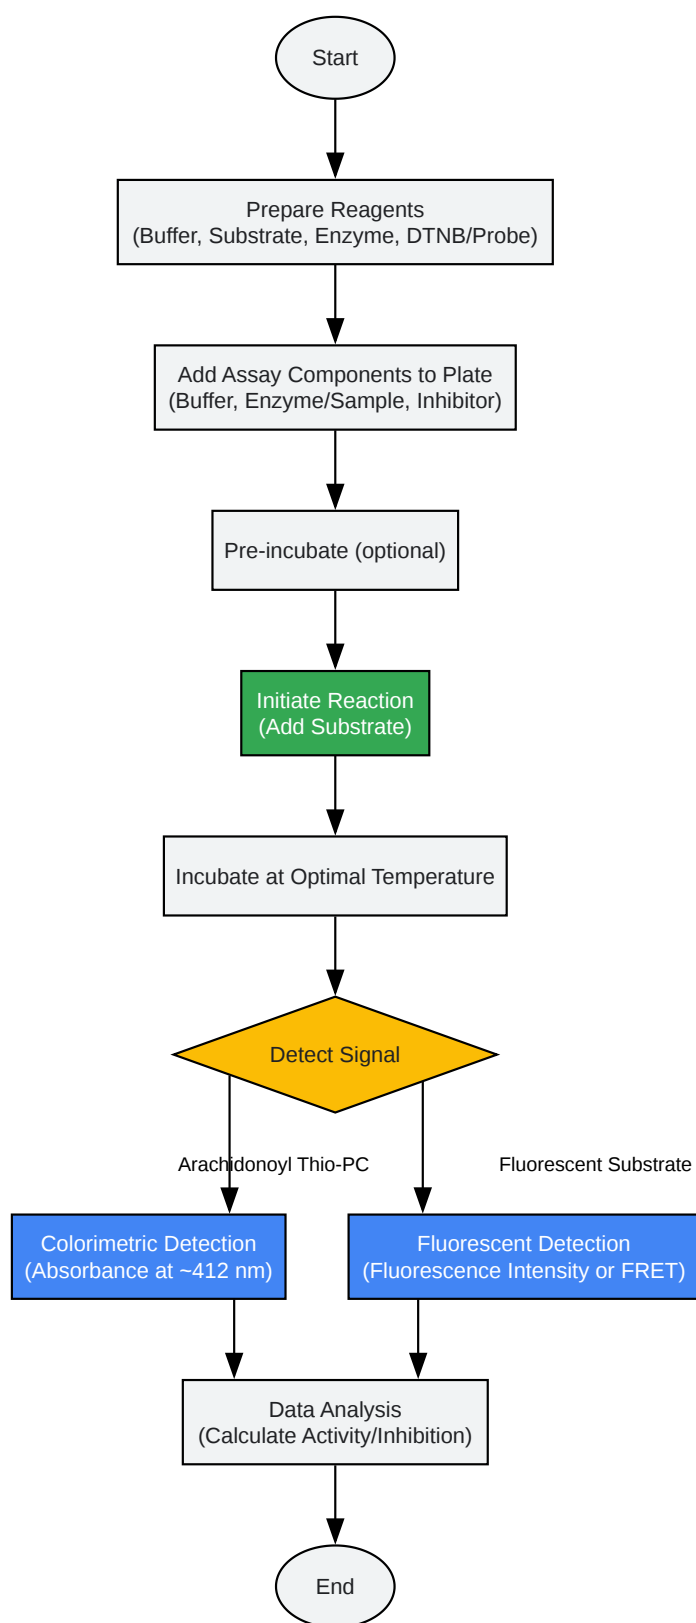 Start
Prepare Reagents
(Buffer, Substrate, Enzyme, DTNB/Probe)
Add Assay Components to Plate
(Buffer, Enzyme/Sample, Inhibitor)
Pre-incubate (optional)
Initiate Reaction
(Add Substrate)
Incubate at Optimal Temperature
Detect Signal
Arachidonoyl Thio-PC
Fluorescent Substrate
Colorimetric Detection
(Absorbance at ~412 nm)
Fluorescent Detection
(Fluorescence Intensity or FRET)
Data Analysis
(Calculate Activity/Inhibition)
End